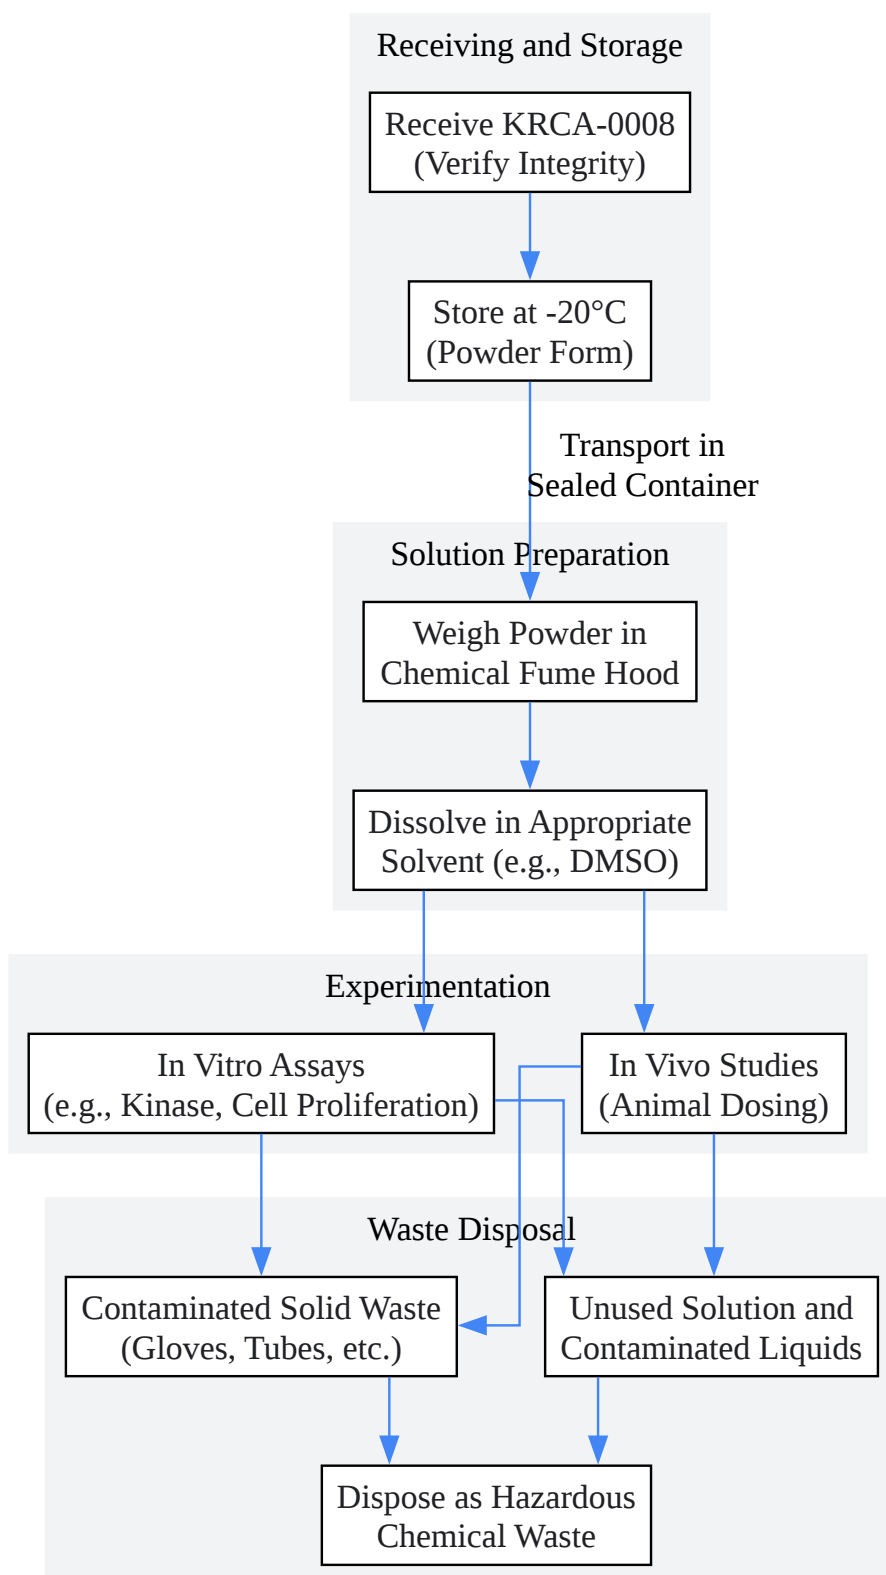 Receiving and Storage
Receive KRCA-0008
(Verify Integrity)
Store at -20°C
(Powder Form)
Transport in
Sealed Container
Solution Preparation
Weigh Powder in
Chemical Fume Hood
Dissolve in Appropriate
Solvent (e.g., DMSO)
Experimentation
In Vitro Assays
(e.g., Kinase, Cell Proliferation)
In Vivo Studies
(Animal Dosing)
Waste Disposal
Contaminated Solid Waste
(Gloves, Tubes, etc.)
Unused Solution and
Contaminated Liquids
Dispose as Hazardous
Chemical Waste